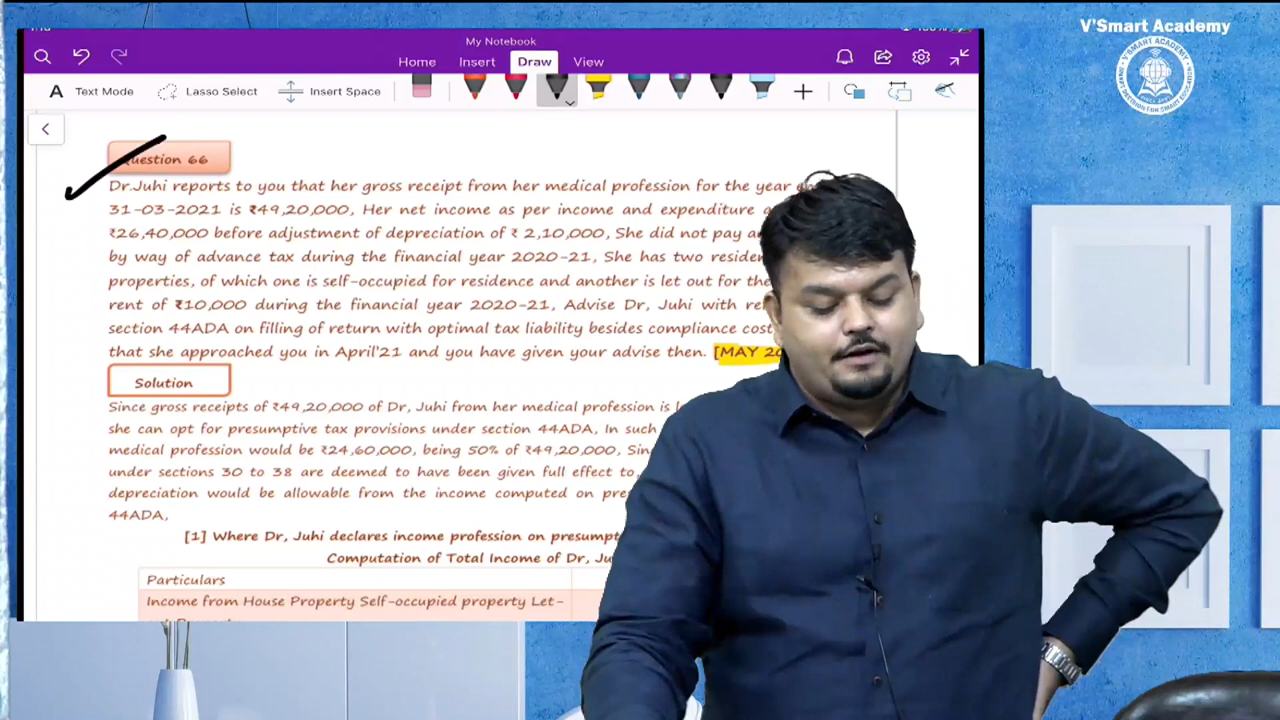 V'Smart Academy
My Notebook
Home Insert Draw View
A Text Mode Lasso Select Insert Space
Question 66
Dr.Juhi reports to you that her gross receipt from her medical profession for the year
31-03-2021 is ₹49,20,000, Her net income as per income and expenditure
₹26,40,000 before adjustment of depreciation of ₹ 2,10,000, She did not pay
by way of advance tax during the financial year 2020-21, She has two
properties, of which one is self-occupied for residence and another is let out for the
rent of ₹10,000 during the financial year 2020-21, Advise Dr, Juhi with
section 44ADA on filling of return with optimal tax liability besides compliance cost
that she approached you in April'21 and you have given your advise then. [MAY
Solution
Since gross receipts of ₹49,20,000 of Dr, Juhi from her medical profession is
she can opt for presumptive tax provisions under section 44ADA, In such
medical profession would be ₹24,60,000, being 50% of ₹49,20,000,
under sections 30 to 38 are deemed to have been given full effect to
depreciation would be allowable from the income computed on
44ADA,
[1] Where Dr, Juhi declares income profession on
Computation of Total Income of Dr,
Particulars
Income from House Property Self-occupied property Let-